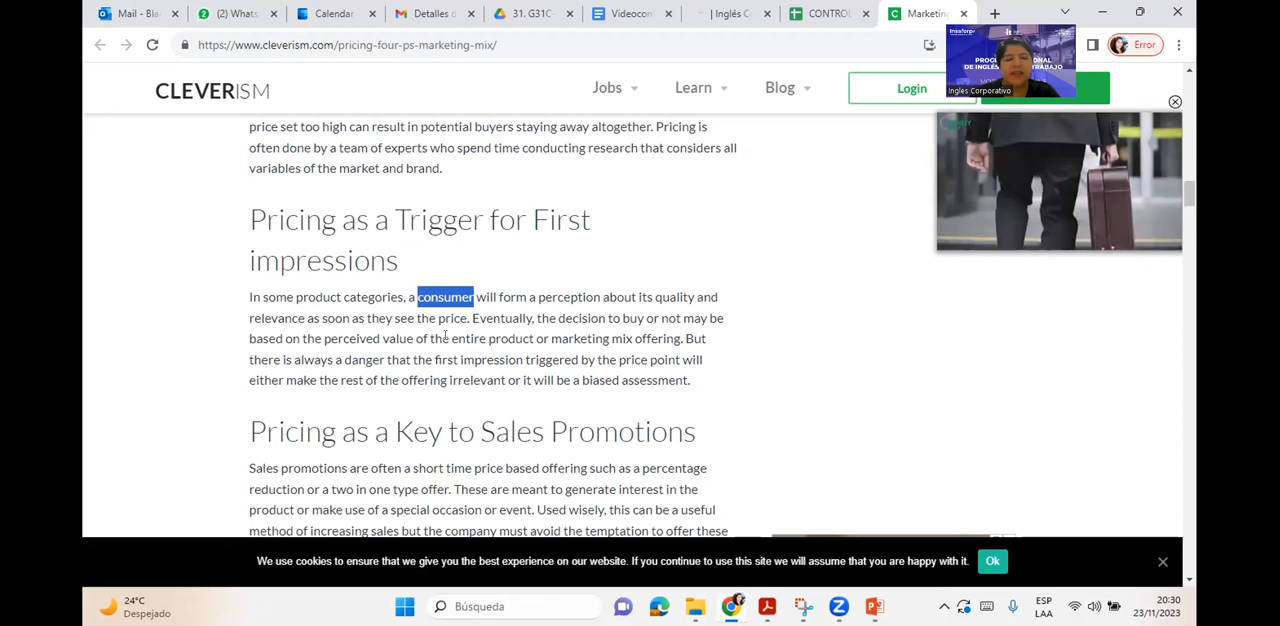 Mail - Bla
(2) Whats
Calendar
Detalles d
31. G31C-
Videocon
| Inglés C
CONTROL
Marketing
https://www.cleverism.com/pricing-four-ps-marketing-mix/
Error
Ingles Corporativo
CLEVERISM
Jobs
Learn
Blog
Login
price set too high can result in potential buyers staying away altogether. Pricing is
often done by a team of experts who spend time conducting research that considers all
variables of the market and brand.
Pricing as a Trigger for First
impressions
In some product categories, a consumer will form a perception about its quality and
relevance as soon as they see the price. Eventually, the decision to buy or not may be
based on the perceived value of the entire product or marketing mix offering. But
there is always a danger that the first impression triggered by the price point will
either make the rest of the offering irrelevant or it will be a biased assessment.
Pricing as a Key to Sales Promotions
Sales promotions are often a short time price based offering such as a percentage
reduction or a two in one type offer. These are meant to generate interest in the
product or make use of a special occasion or event. Used wisely, this can be a useful
method of increasing sales but the company must avoid the temptation to offer these
We use cookies to ensure that we give you the best experience on our website. If you continue to use this site we will assume that you are happy with it.
Ok
24°C
Despejado
Búsqueda
ESP
LAA
20:30
23/11/2023